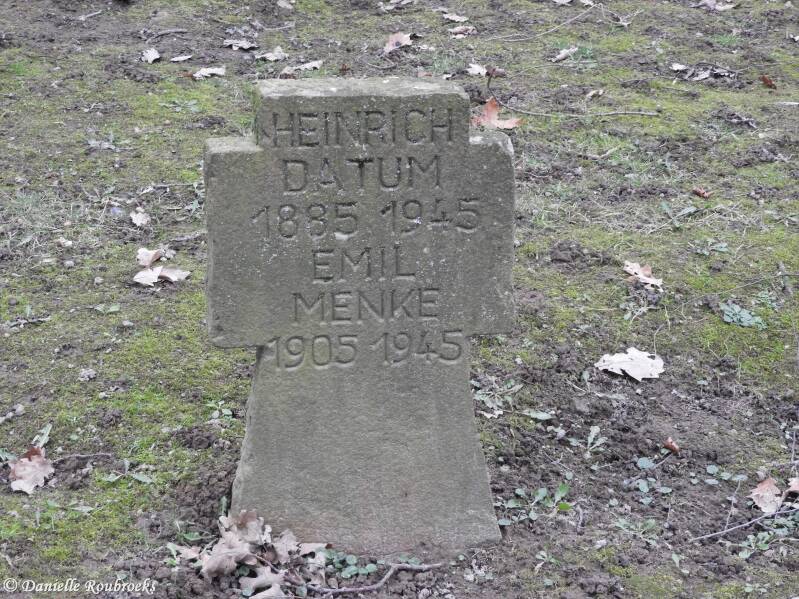 HEINRICH
DATUM
1885 1945
EMIL
MENKE
1905 1945
© Danielle Roubroeks